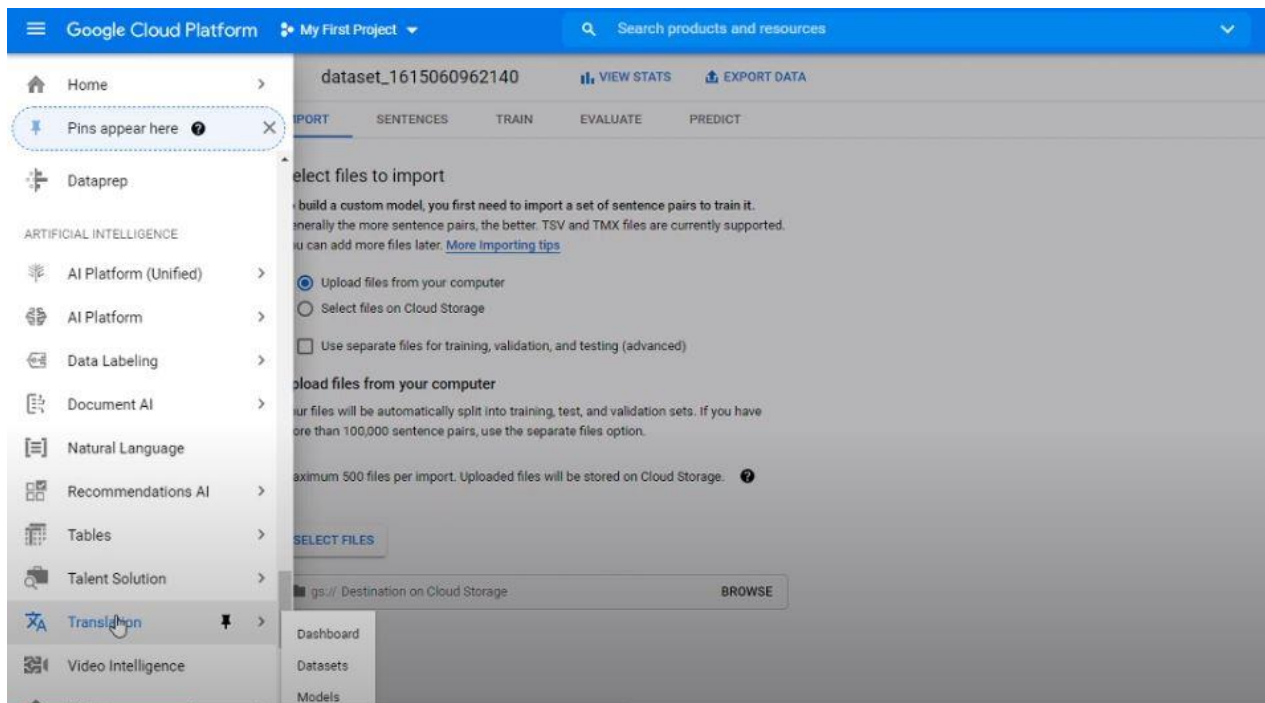 Google Cloud Platform
My First Project
Search products and resources
Home
Pins appear here
Dataprep
ARTIFICIAL INTELLIGENCE
AI Platform (Unified)
AI Platform
Data Labeling
Document AI
Natural Language
Recommendations AI
Tables
Talent Solution
Translation
Video Intelligence
Dashboard
Datasets
Models
dataset_1615060962140
VIEW STATS
EXPORT DATA
PORT
SENTENCES
TRAIN
EVALUATE
PREDICT
elect files to import
build a custom model, you first need to import a set of sentence pairs to train it.
enerally the more sentence pairs, the better. TSV and TMX files are currently supported.
u can add more files later. More Importing tips
Upload files from your computer
Select files on Cloud Storage
Use separate files for training, validation, and testing (advanced)
pload files from your computer
ur files will be automatically split into training, test, and validation sets. If you have
ore than 100,000 sentence pairs, use the separate files option.
aximum 500 files per import. Uploaded files will be stored on Cloud Storage.
SELECT FILES
gs:// Destination on Cloud Storage
BROWSE